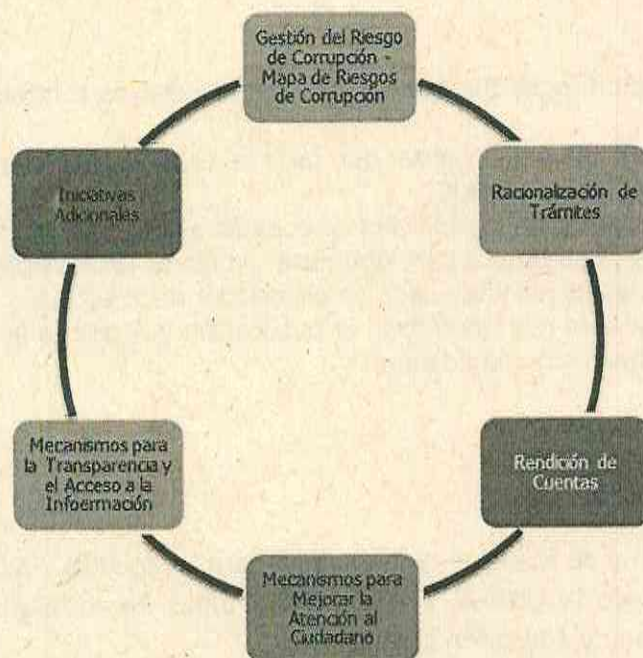 Gestión del Riesgo
de Corrupción -
Mapa de Riesgos
de Corrupción
Racionalización de
Trámites
Rendición de
Cuentas
Mecanismos para
Mejorar la
Atención al
Ciudadano
Mecanismos para
la Transparencia y
el Acceso a la
Infoermación
Iniciativas
Adicionales